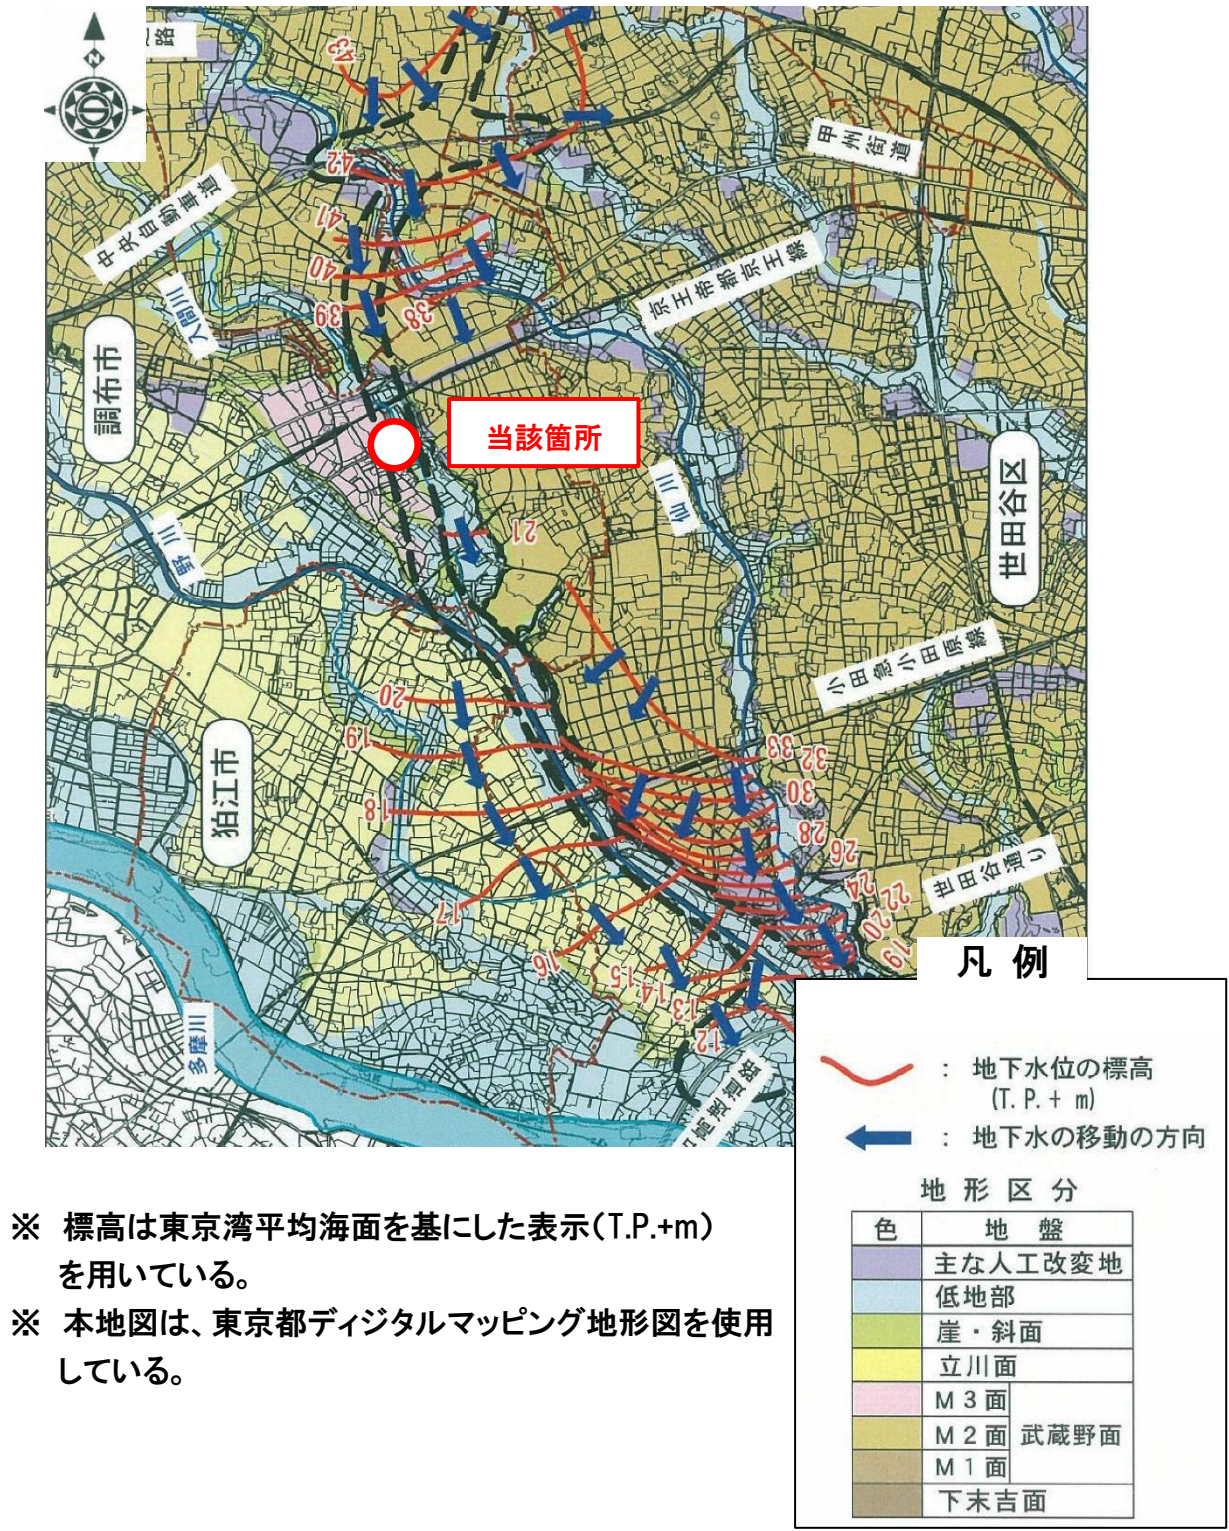 路
N
43
42
甲州街道
中央自動車道
41
40
39
38
京王帝都京王線
入間川
調布市
当該箇所
仙川
世田谷区
21
野川
小田急小田原線
20
19
33
32
狛江市
30
18
28
26
世田谷通り
24
22
20
19
17
16
15
14
13
12
多摩川
高速道路
凡 例
: 地下水位の標高
(T.P.+ m)
: 地下水の移動の方向
地形区分
色 地 盤
主な人工改変地
低地部
崖・斜面
立川面
M3面
M2面 武蔵野面
M1面
下末吉面
※ 標高は東京湾平均海面を基にした表示(T.P.+m)
を用いている。
※ 本地図は、東京都ディジタルマッピング地形図を使用
している。